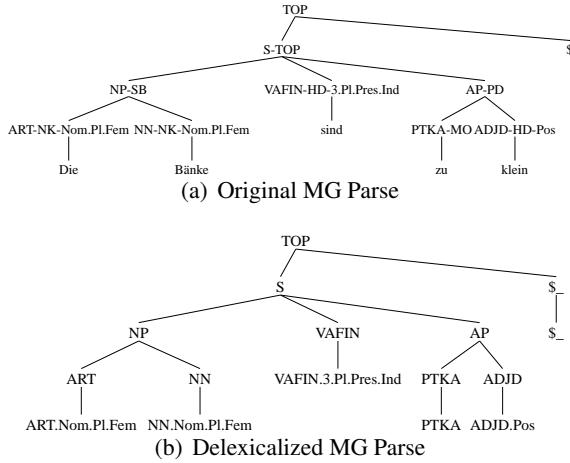 TOP
S-TOP $
NP-SB VAFIN-HD-3.Pl.Pres.Ind AP-PD
ART-NK-Nom.Pl.Fem NN-NK-Nom.Pl.Fem sind PTKA-MO ADJD-HD-Pos
Die Bänke zu klein
(a) Original MG Parse
TOP
S $_
NP VAFIN AP $_
ART NN VAFIN.3.Pl.Pres.Ind PTKA ADJD
ART.Nom.Pl.Fem NN.Nom.Pl.Fem PTKA ADJD.Pos
(b) Delexicalized MG Parse